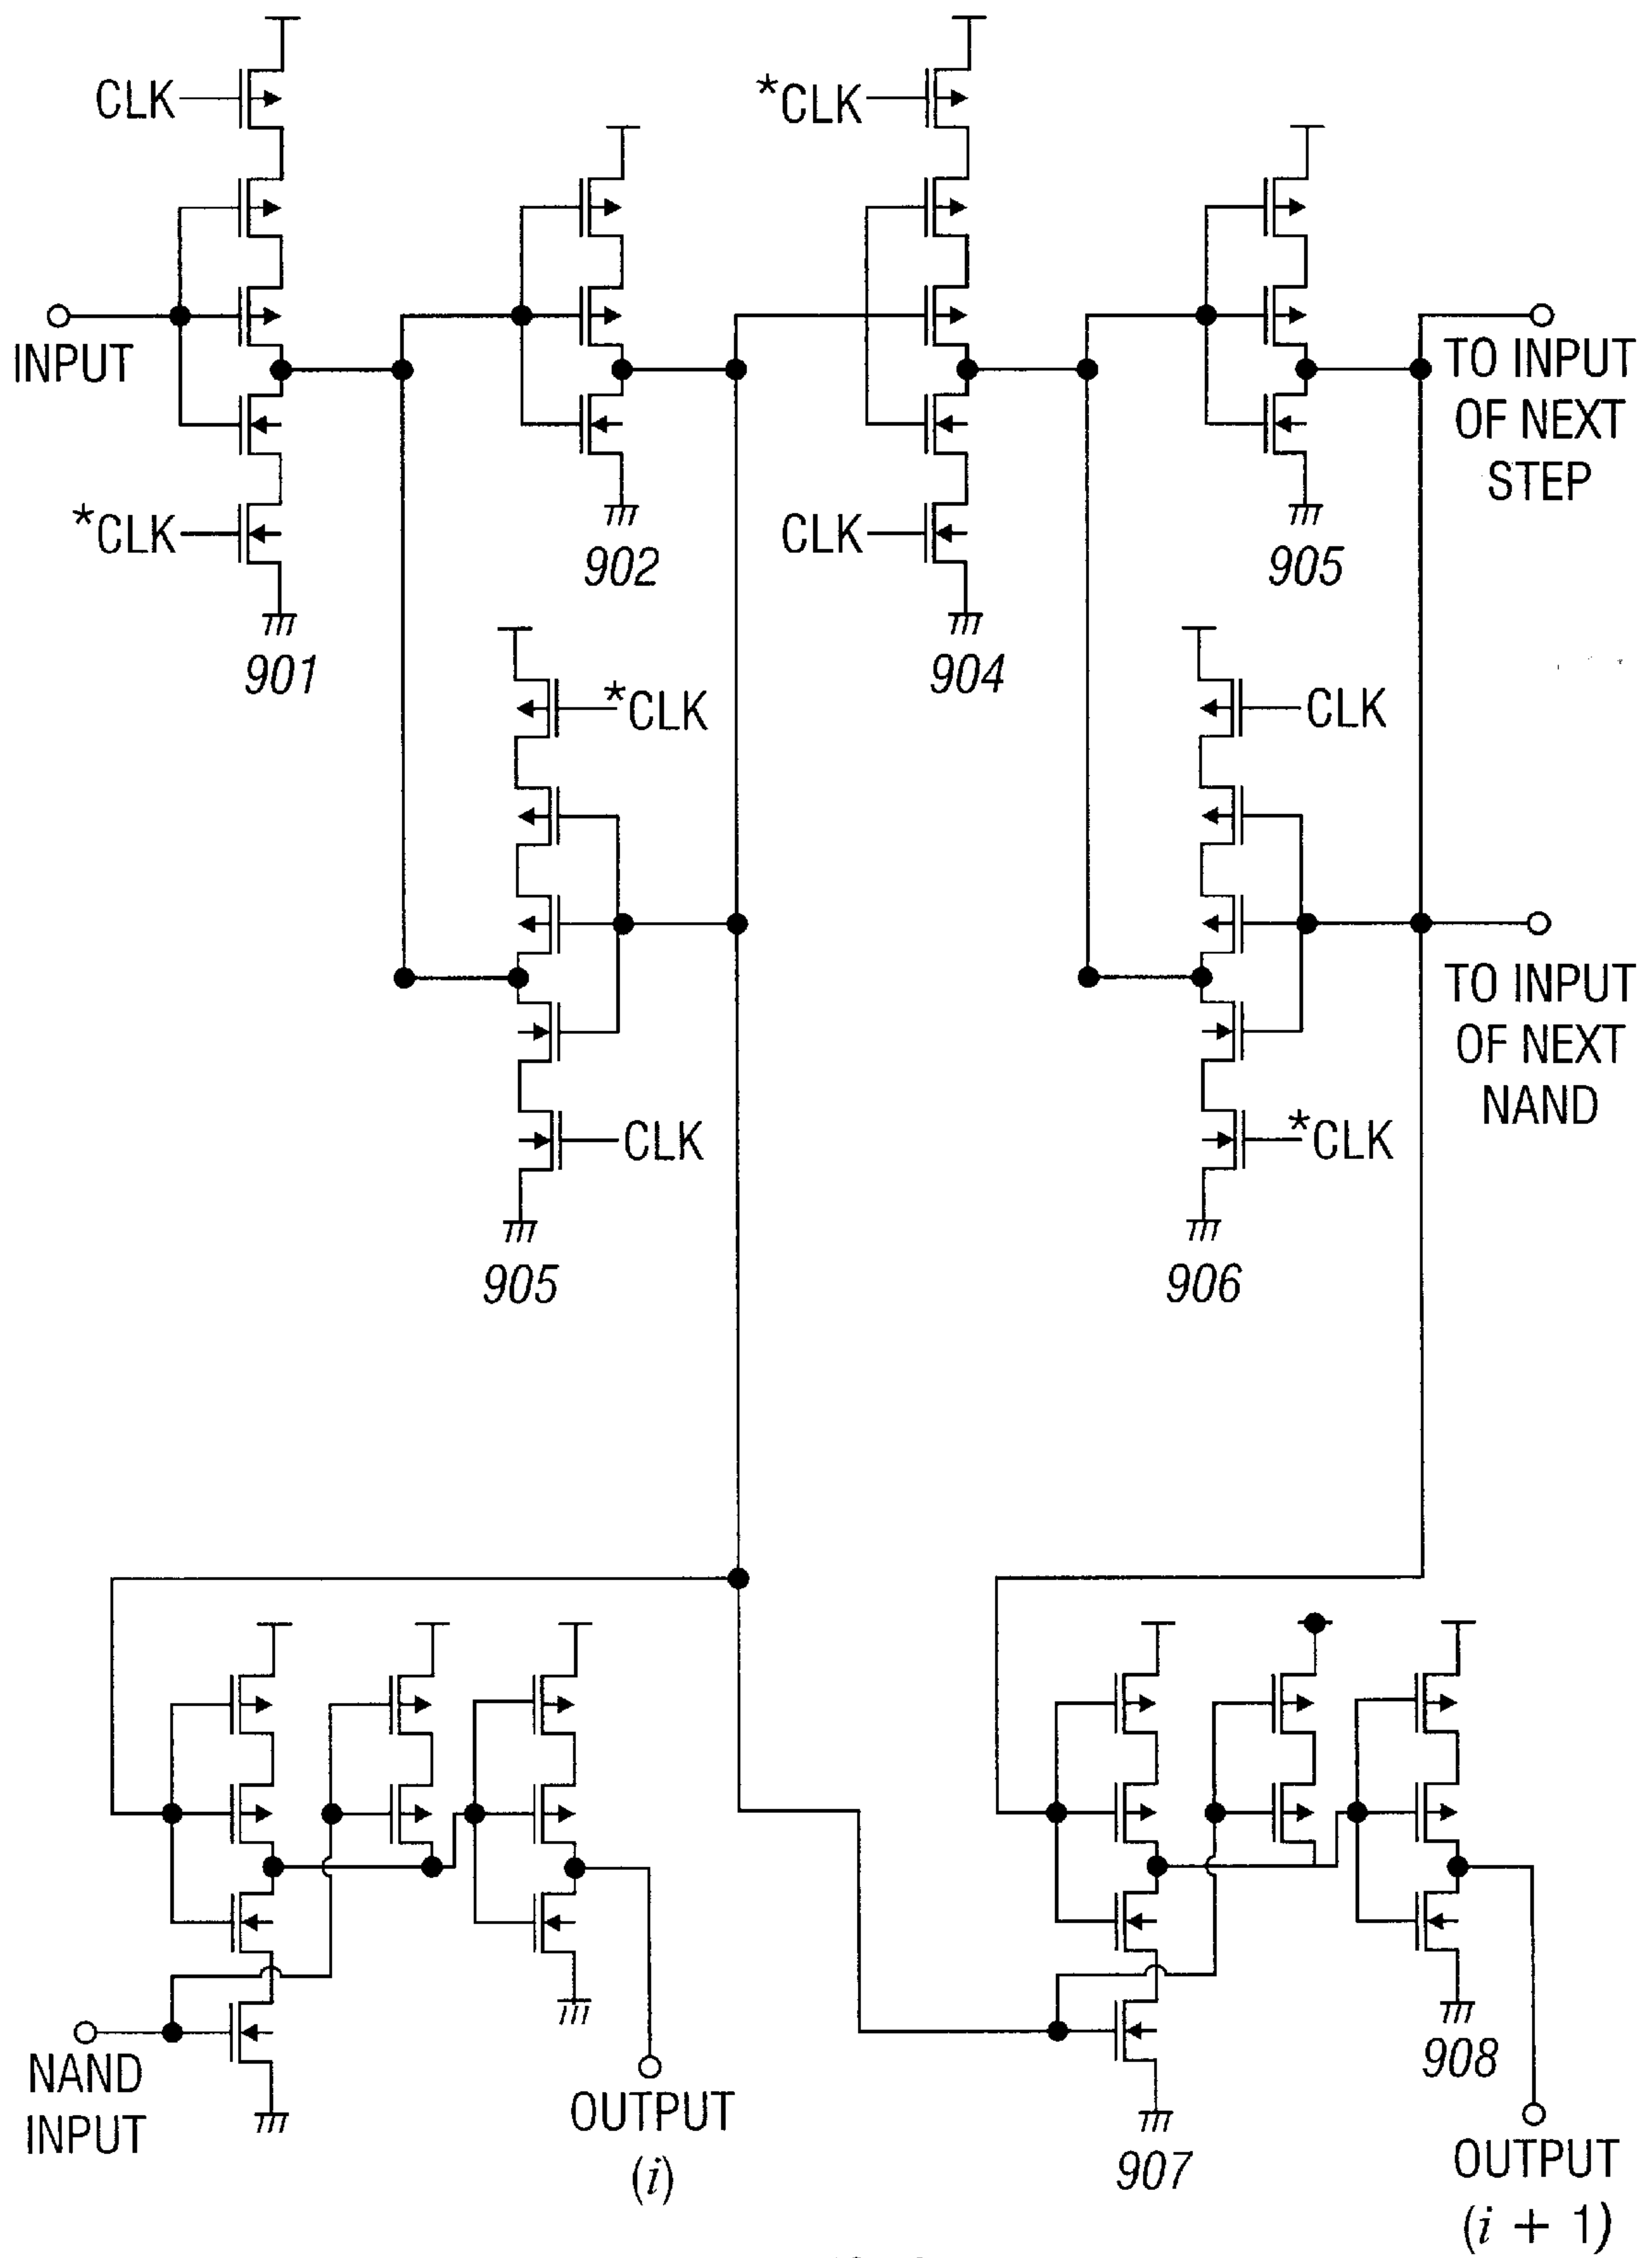 CLK
*CLK
INPUT
TO INPUT
OF NEXT
STEP
*CLK
CLK
902
905
901
904
*CLK
CLK
TO INPUT
OF NEXT
NAND
CLK
*CLK
905
906
NAND
INPUT
OUTPUT
(i)
907
908
OUTPUT
(i + 1)